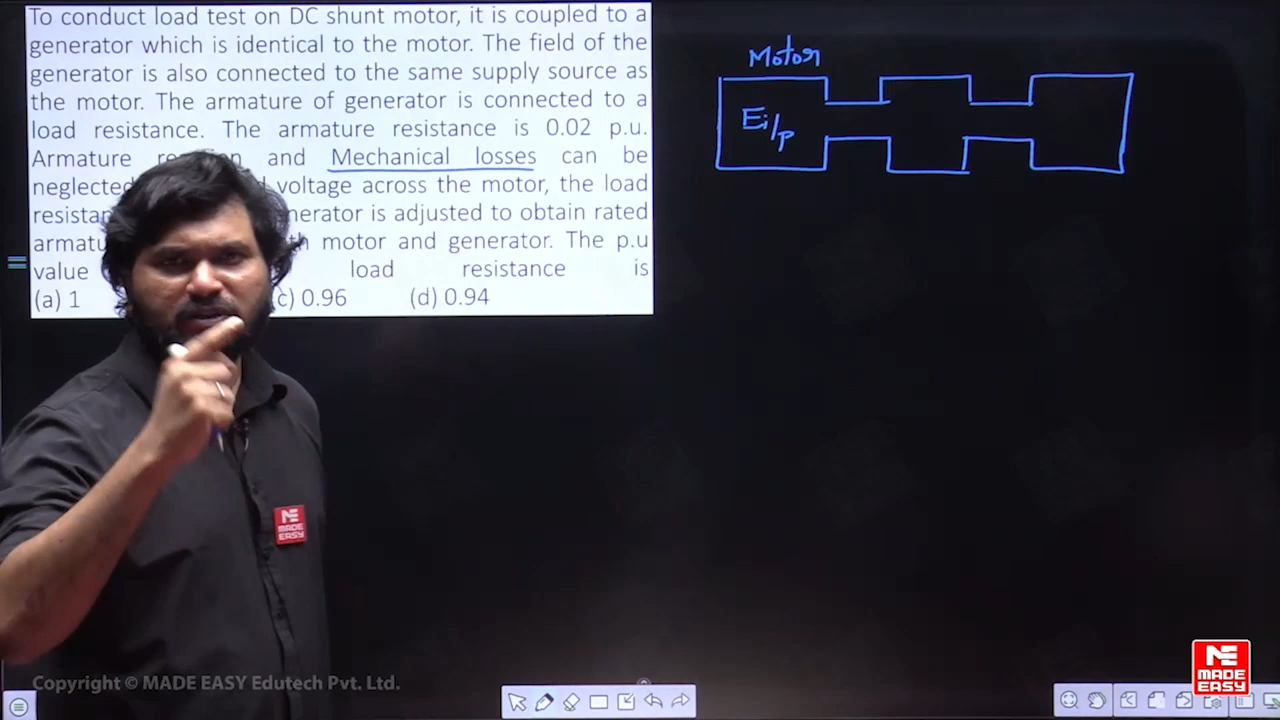 To conduct load test on DC shunt motor, it is coupled to a
generator which is identical to the motor. The field of the
generator is also connected to the same supply source as
the motor. The armature of generator is connected to a
load resistance. The armature resistance is 0.02 p.u.
Armature and Mechanical losses can be
neglected voltage across the motor, the load
is adjusted to obtain rated
motor and generator. The p.u
value load resistance is
(a) 1 (c) 0.96 (d) 0.94
Motor
Ei/p
ME
MADE
EASY
Copyright © MADE EASY Edutech Pvt. Ltd.
ME
MADE
EASY